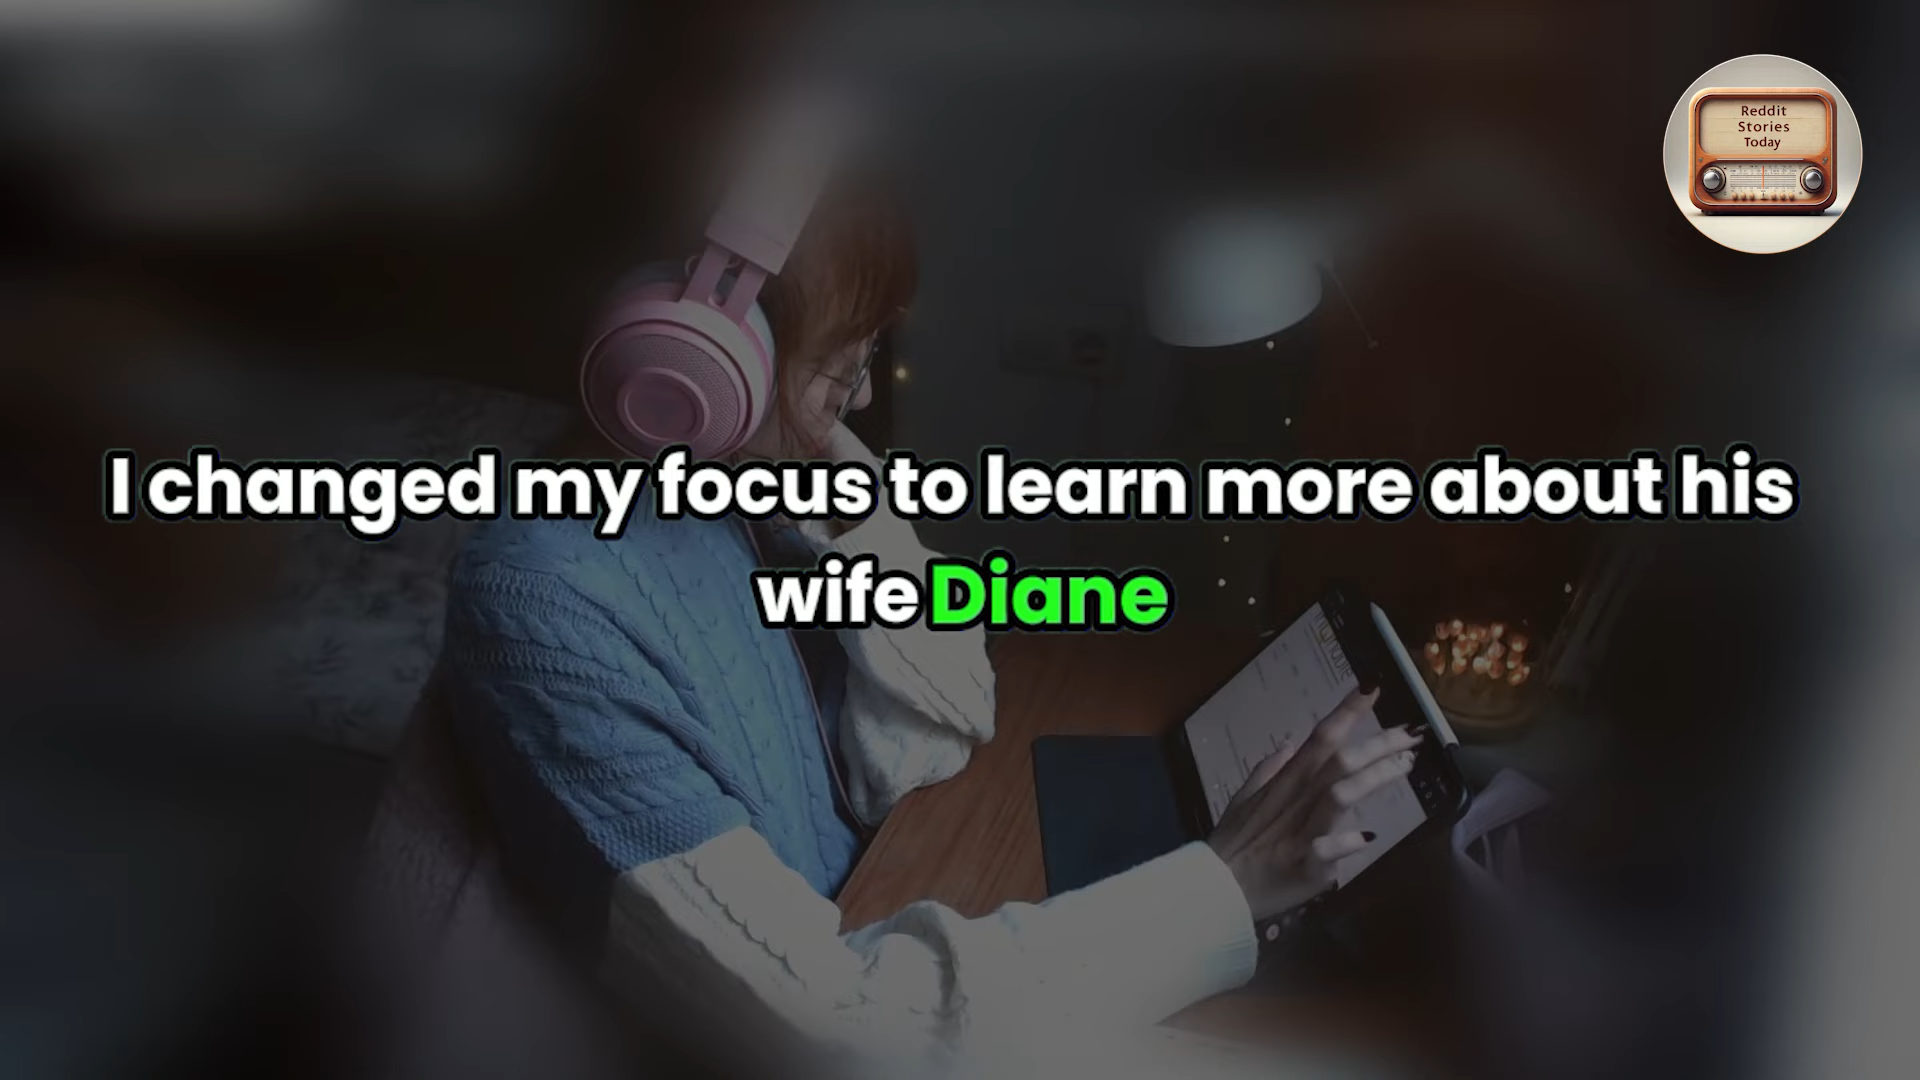 Reddit
Stories
Today
I changed my focus to learn more about his
wife Diane